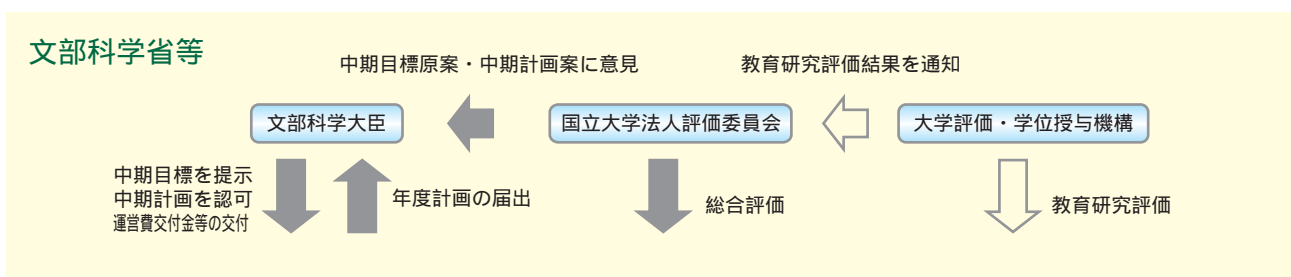 文部科学省等
中期目標原案・中期計画案に意見
教育研究評価結果を通知
文部科学大臣
国立大学法人評価委員会
大学評価・学位授与機構
中期目標を提示
中期計画を認可
運営費交付金等の交付
年度計画の届出
総合評価
教育研究評価